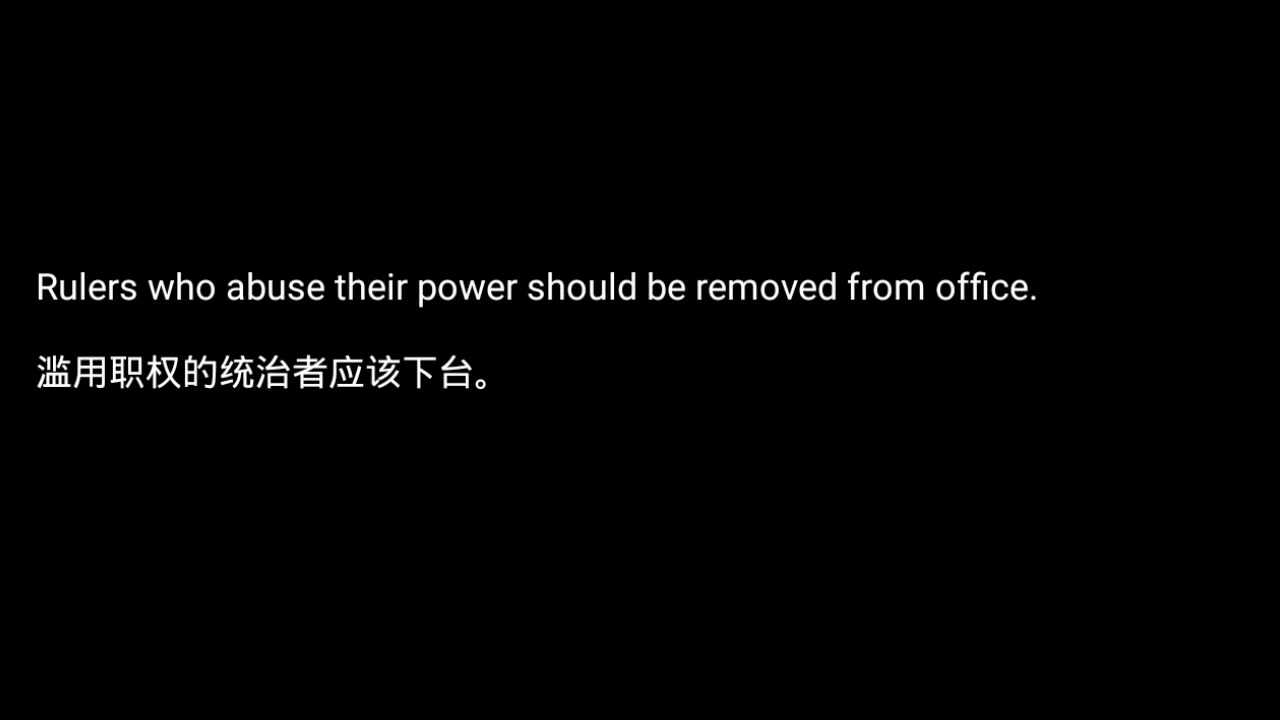 Rulers who abuse their power should be removed from office.
滥用职权的统治者应该下台。